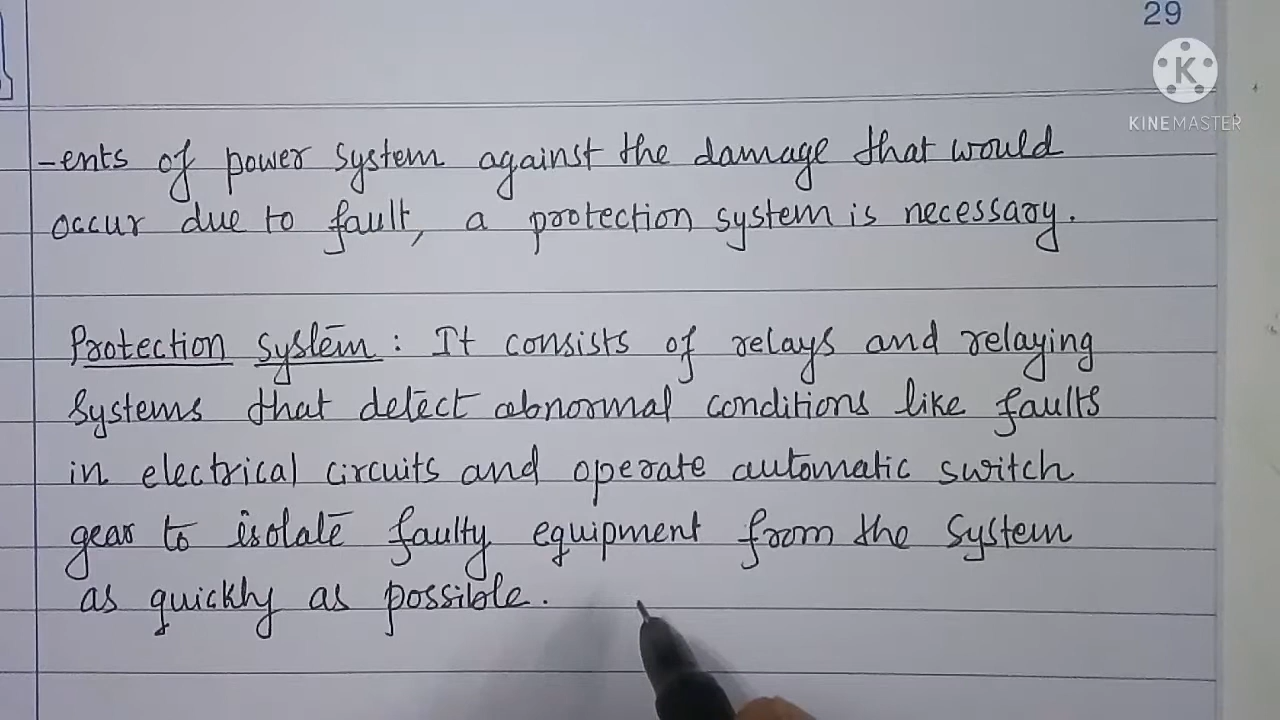 29
K
KINEMASTER
-ents of power system against the damage that would
occur due to fault, a protection system is necessary.
Protection system: It consists of relays and relaying
systems that detect abnormal conditions like faults
in electrical circuits and operate automatic switch
gear to isolate faulty equipment from the system
as quickly as possible.